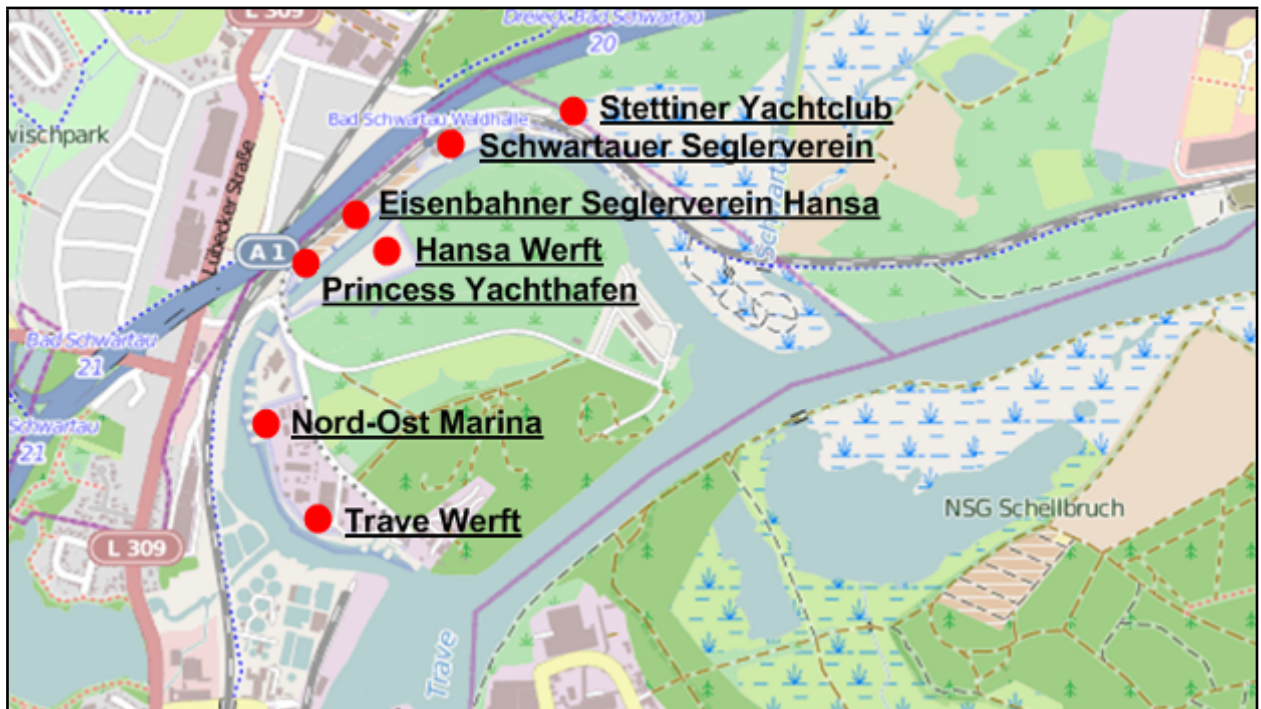 L 309
Dreieck-Bad Schwartau
20
Stettiner Yachtclub
Bad Schwartau Waldhalle
wischpark
Schwartauer Seglerverein
Lübecker Straße
Schwarta
Eisenbahner Seglerverein Hansa
A 1
Hansa Werft
Princess Yachthafen
Bad Schwartau
21
Schwartau
21
Nord-Ost Marina
NSG Schellbruch
Trave Werft
L 309
Trave